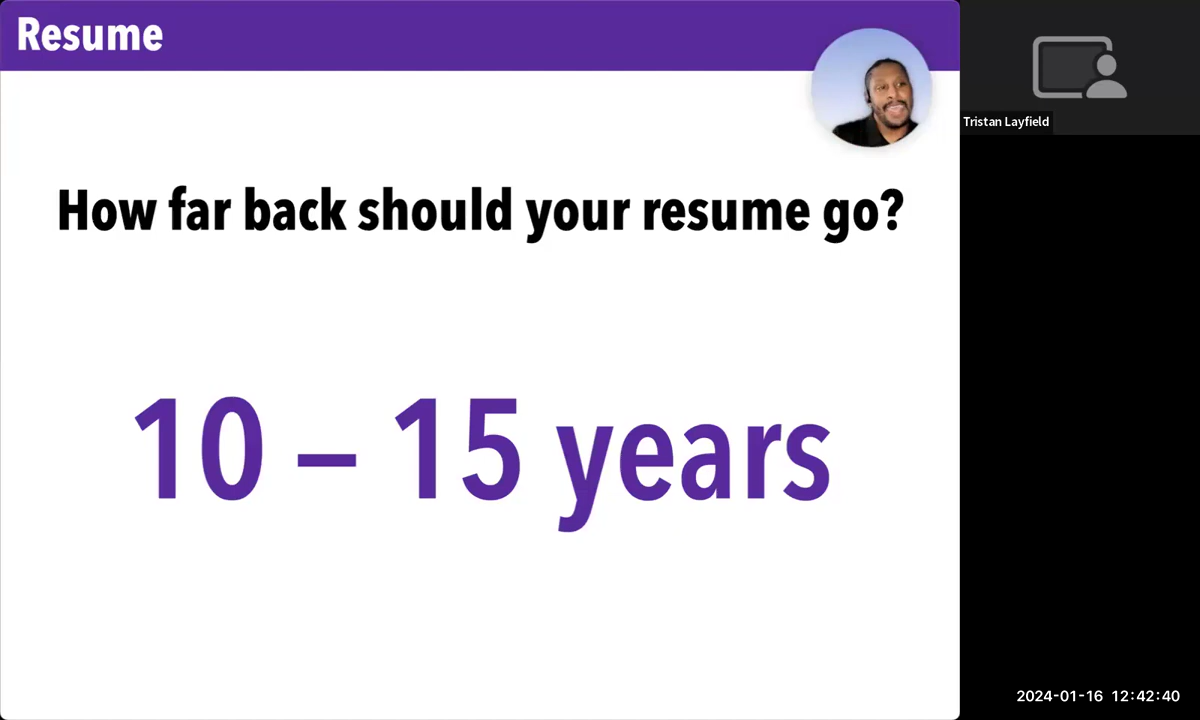 Resume
Tristan Layfield
How far back should your resume go?
10 – 15 years
2024-01-16 12:42:40